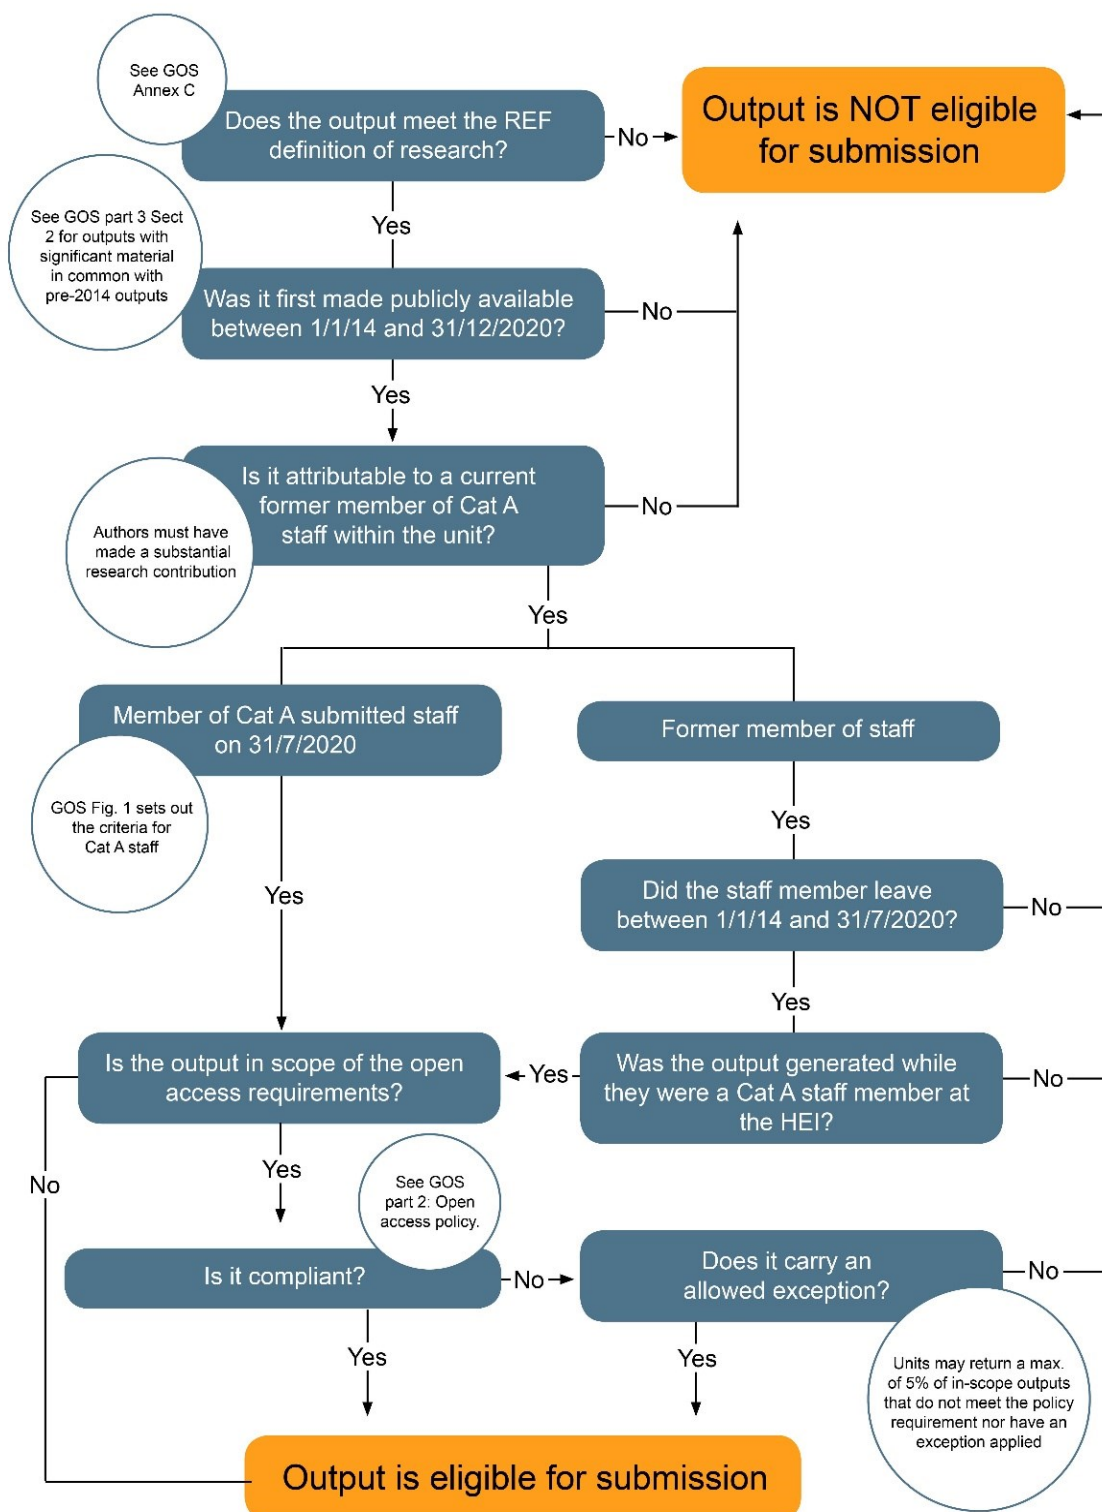 See GOS
Annex C
Does the output meet the REF
definition of research?
No
Output is NOT eligible
for submission
Yes
See GOS part 3 Sect
2 for outputs with
significant material
in common with
pre-2014 outputs
Was it first made publicly available
between 1/1/14 and 31/12/2020?
No
Yes
Is it attributable to a current
former member of Cat A
staff within the unit?
No
Authors must have
made a substantial
research contribution
Yes
Member of Cat A submitted staff
on 31/7/2020
Former member of staff
GOS Fig. 1 sets out
the criteria for
Cat A staff
Yes
Yes
Did the staff member leave
between 1/1/14 and 31/7/2020?
No
Yes
Is the output in scope of the open
access requirements?
Yes
Was the output generated while
they were a Cat A staff member at
the HEI?
No
No
Yes
See GOS
part 2: Open
access policy.
Is it compliant?
No
Does it carry an
allowed exception?
No
Yes
Yes
Units may return a max.
of 5% of in-scope outputs
that do not meet the policy
requirement nor have an
exception applied
Output is eligible for submission